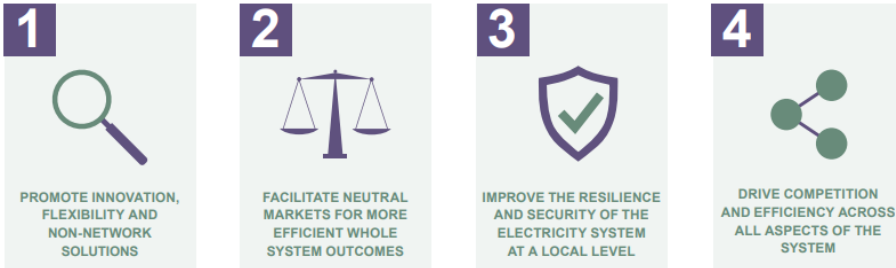 1
PROMOTE INNOVATION,
FLEXIBILITY AND
NON-NETWORK
SOLUTIONS
2
FACILITATE NEUTRAL
MARKETS FOR MORE
EFFICIENT WHOLE
SYSTEM OUTCOMES
3
IMPROVE THE RESILIENCE
AND SECURITY OF THE
ELECTRICITY SYSTEM
AT A LOCAL LEVEL
4
DRIVE COMPETITION
AND EFFICIENCY ACROSS
ALL ASPECTS OF THE
SYSTEM